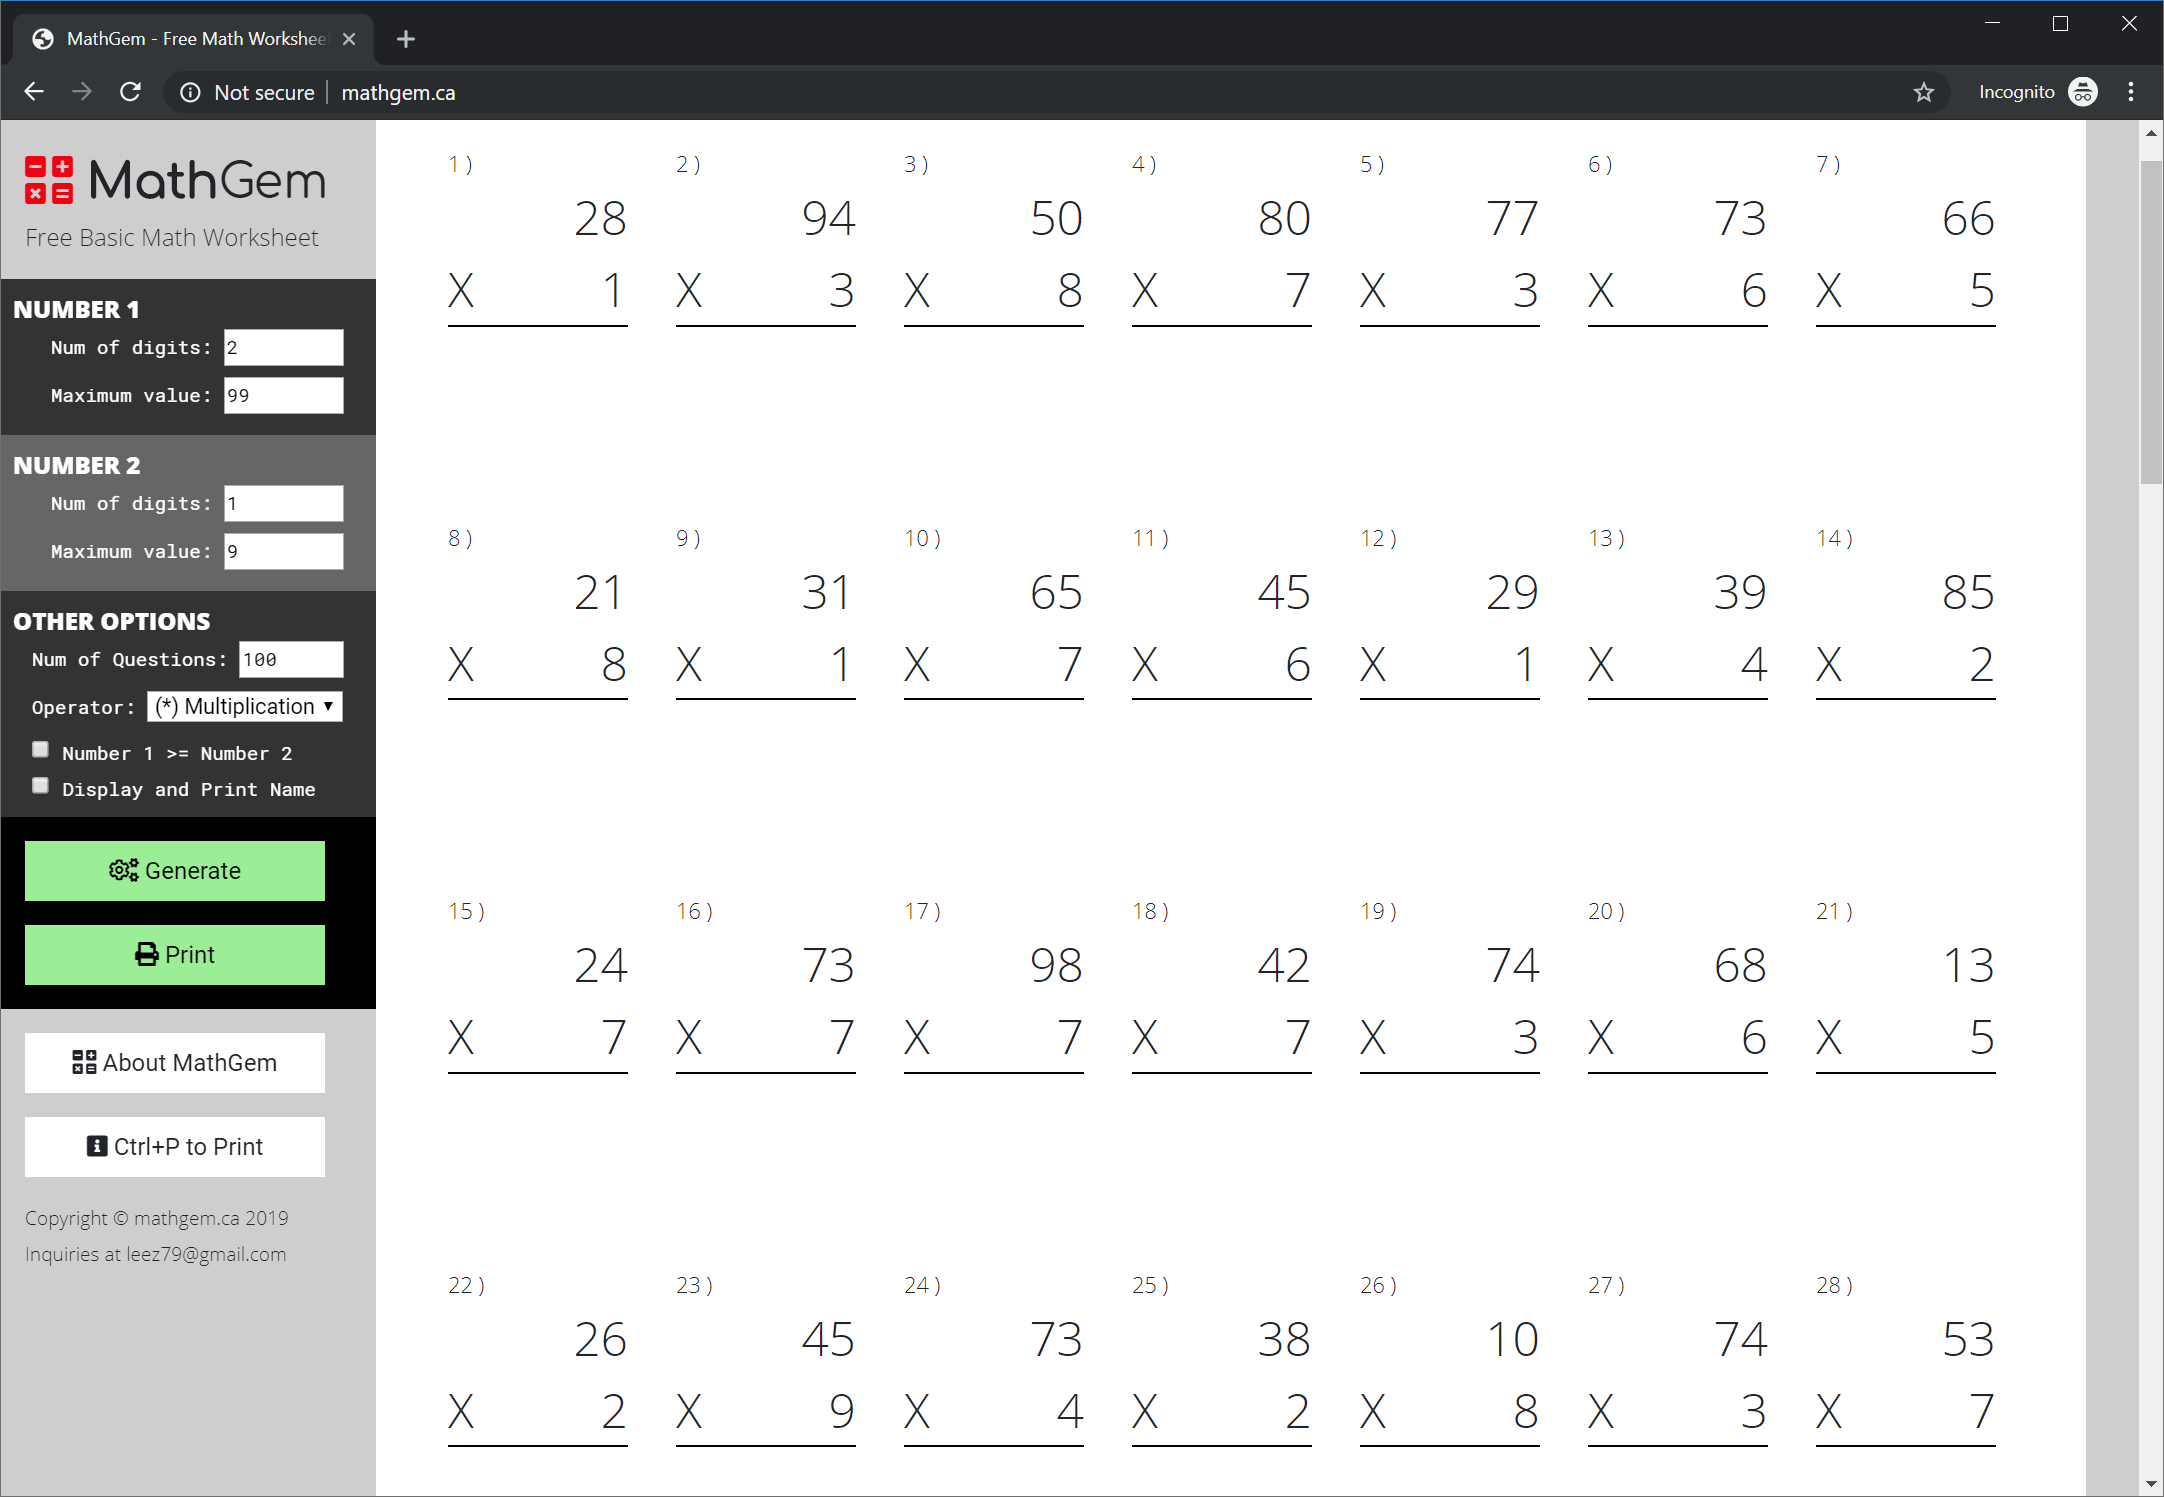 MathGem - Free Math Workshee
Not secure | mathgem.ca
Incognito
MathGem
Free Basic Math Worksheet
NUMBER 1
Num of digits: 2
Maximum value: 99
NUMBER 2
Num of digits: 1
Maximum value: 9
OTHER OPTIONS
Num of Questions: 100
Operator: (*) Multiplication
Number 1 >= Number 2
Display and Print Name
Generate
Print
About MathGem
Ctrl+P to Print
Copyright © mathgem.ca 2019
Inquiries at leez79@gmail.com
1) 2) 3) 4) 5) 6) 7)
28 94 50 80 77 73 66
X 1 X 3 X 8 X 7 X 3 X 6 X 5
8) 9) 10) 11) 12) 13) 14)
21 31 65 45 29 39 85
X 8 X 1 X 7 X 6 X 1 X 4 X 2
15) 16) 17) 18) 19) 20) 21)
24 73 98 42 74 68 13
X 7 X 7 X 7 X 7 X 3 X 6 X 5
22) 23) 24) 25) 26) 27) 28)
26 45 73 38 10 74 53
X 2 X 9 X 4 X 2 X 8 X 3 X 7